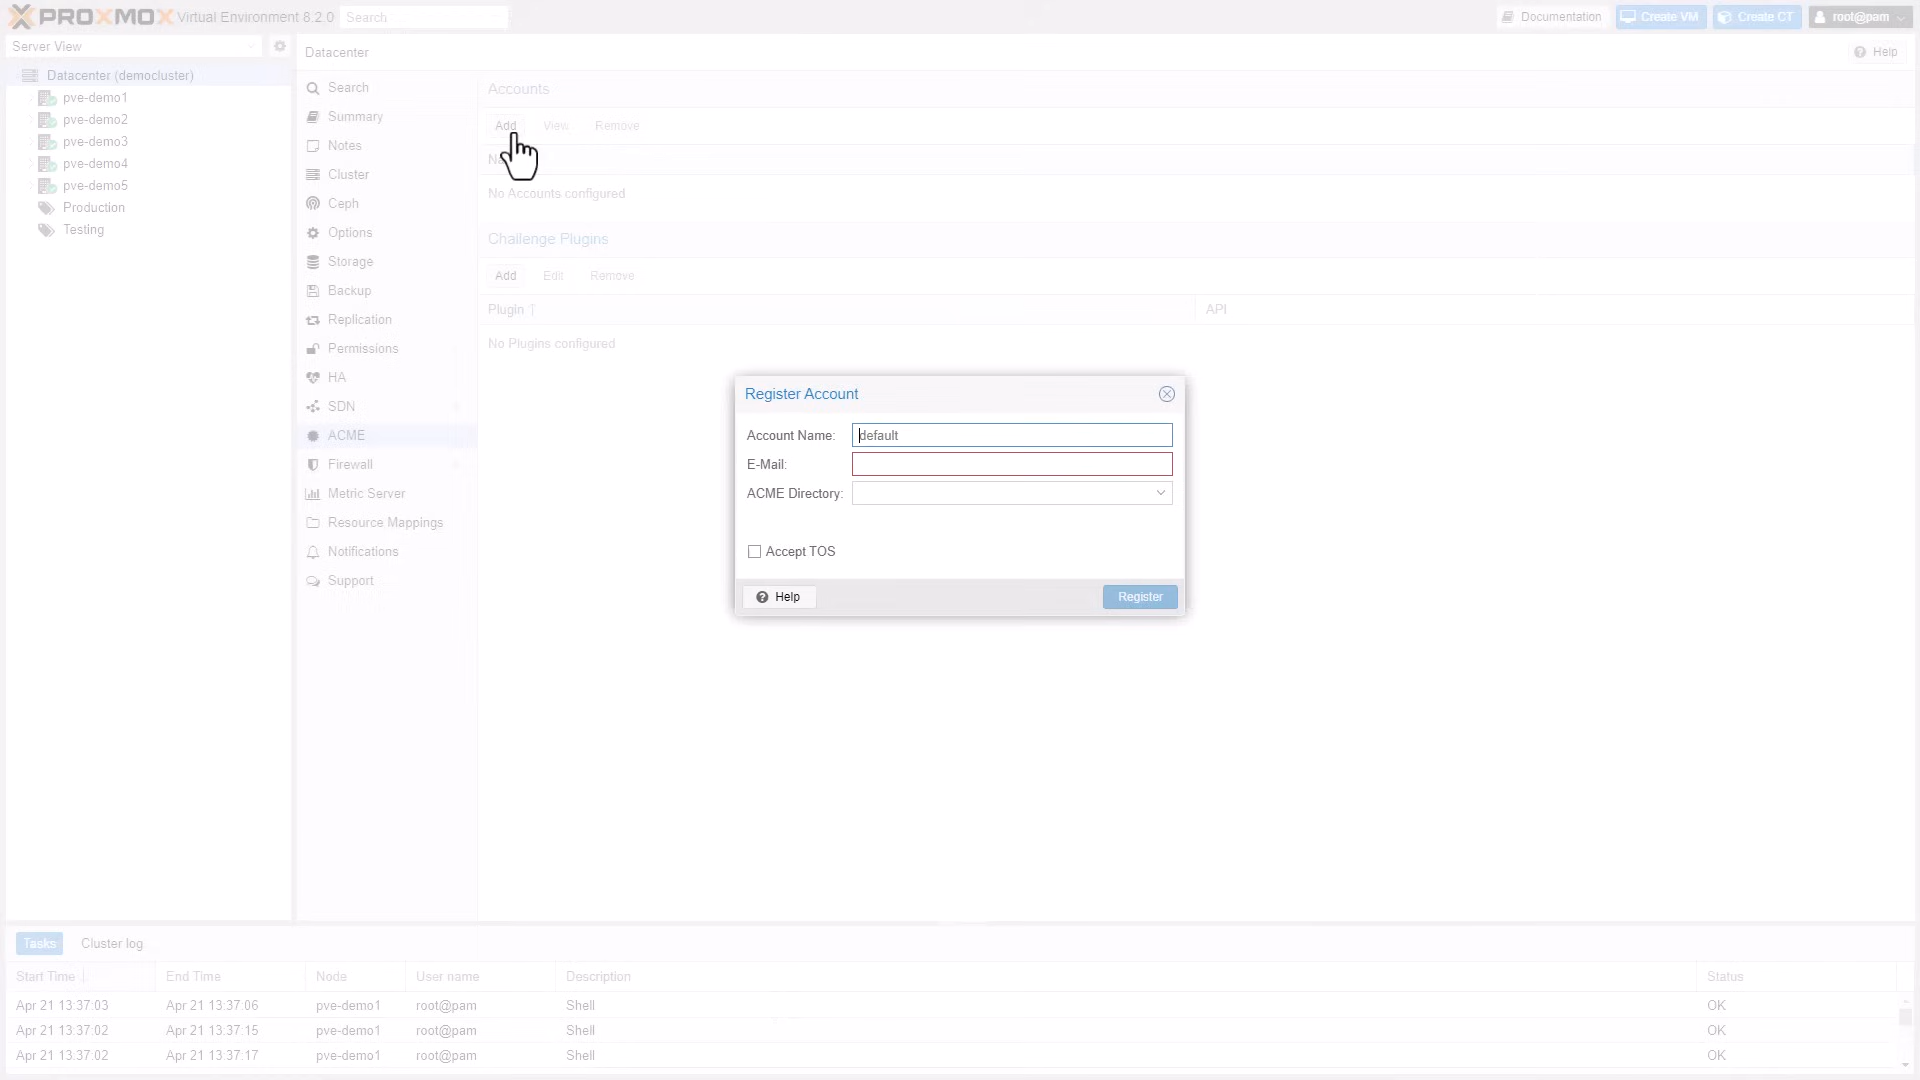 PROXMOX Virtual Environment 8.2.0 Search
Documentation Create VM Create CT root@pam
Server View
Datacenter (democluster)
pve-demo1
pve-demo2
pve-demo3
pve-demo4
pve-demo5
Production
Testing
Datacenter
Help
Search
Summary
Notes
Cluster
Ceph
Options
Storage
Backup
Replication
Permissions
HA
SDN
ACME
Firewall
Metric Server
Resource Mappings
Notifications
Support
Accounts
Add View Remove
No Accounts configured
Challenge Plugins
Add Edit Remove
Plugin ↑ API
No Plugins configured
Register Account
Account Name: default
E-Mail:
ACME Directory:
Accept TOS
Help Register
Tasks Cluster log
Start Time ↓ End Time Node User name Description Status
Apr 21 13:37:03 Apr 21 13:37:06 pve-demo1 root@pam Shell OK
Apr 21 13:37:02 Apr 21 13:37:15 pve-demo1 root@pam Shell OK
Apr 21 13:37:02 Apr 21 13:37:17 pve-demo1 root@pam Shell OK